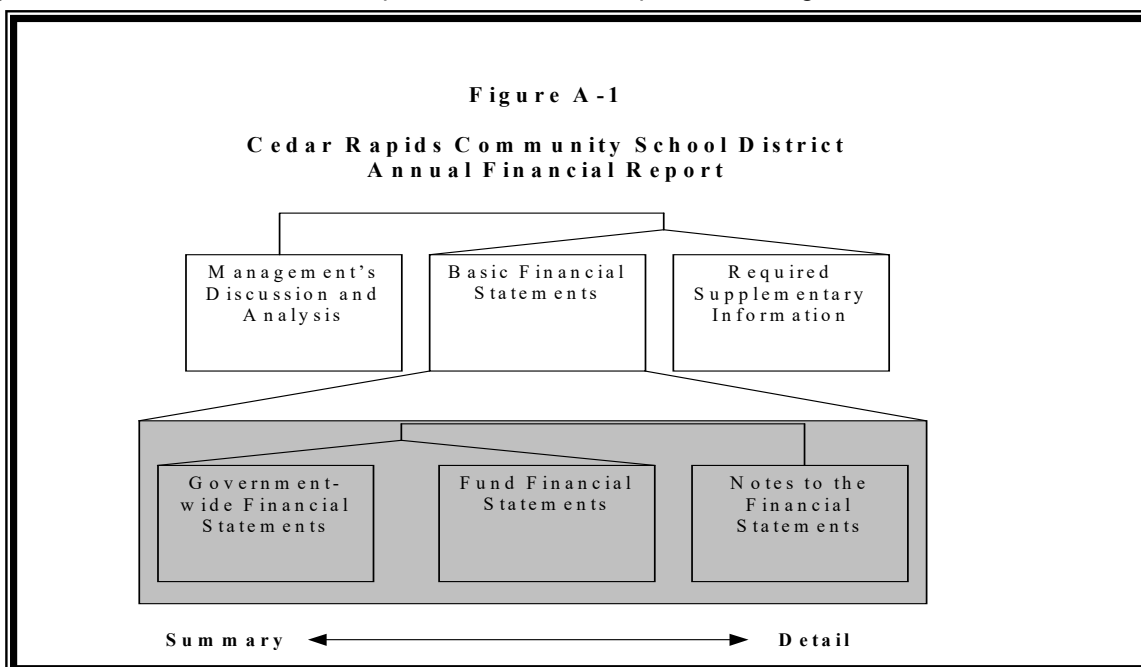 Figure A-1
Cedar Rapids Community School District
Annual Financial Report
Management's
Discussion and
Analysis
Basic Financial
Statements
Required
Supplementary
Information
Government-
wide Financial
Statements
Fund Financial
Statements
Notes to the
Financial
Statements
Summary
Detail